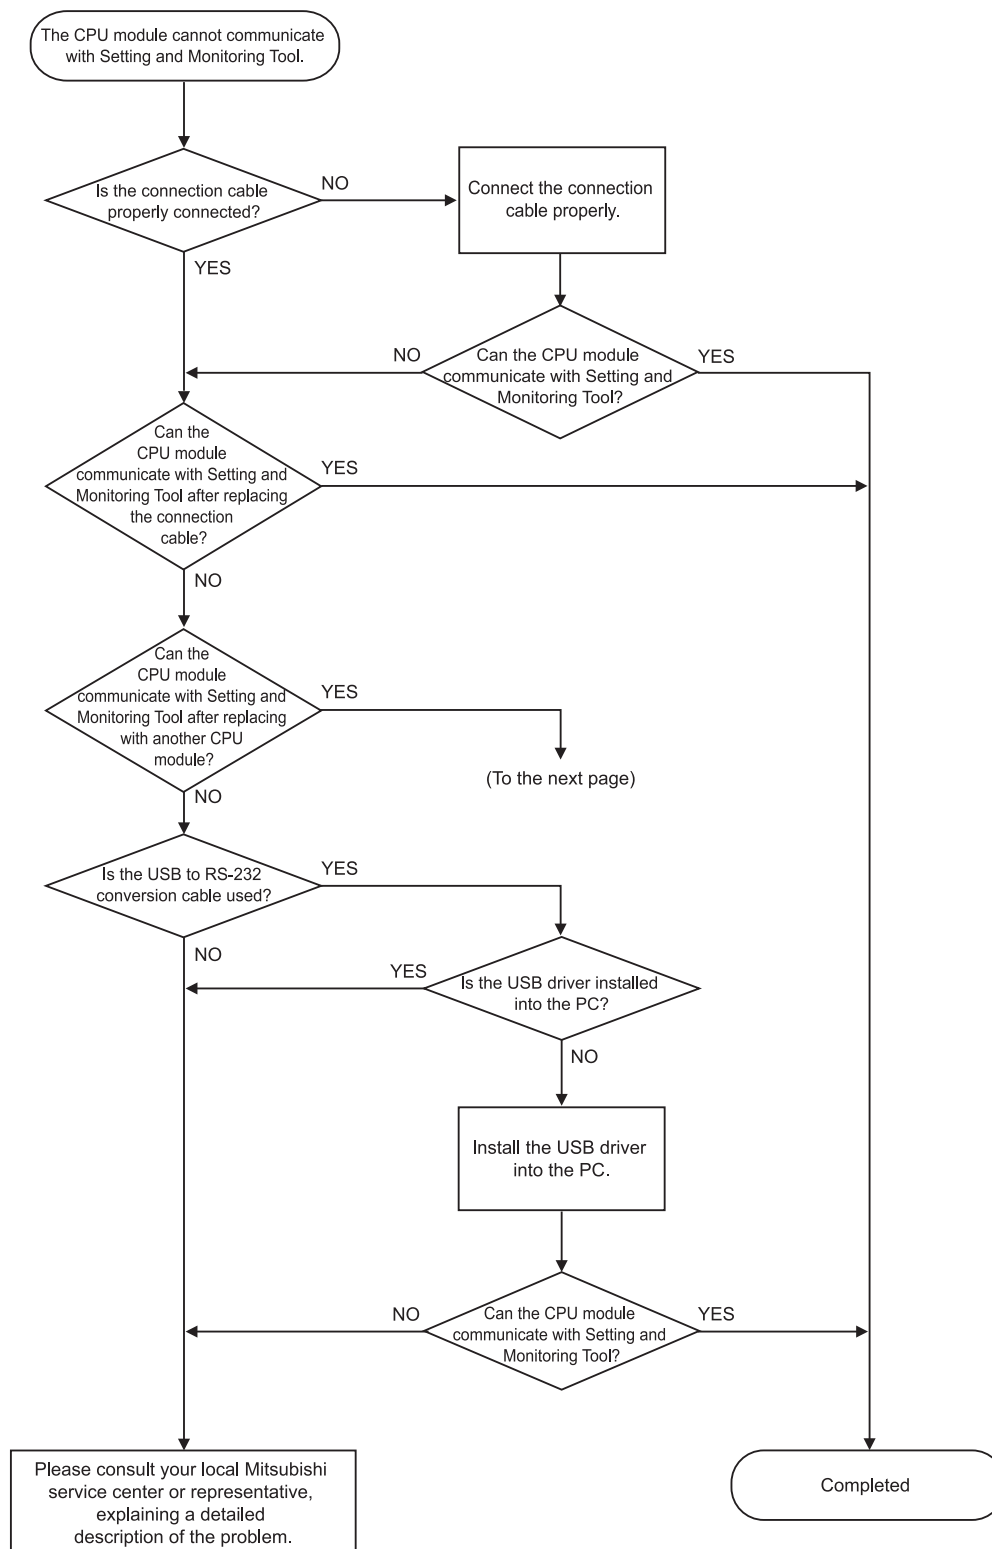 The CPU module cannot communicate
with Setting and Monitoring Tool.
Is the connection cable
properly connected?
NO
Connect the connection
cable properly.
YES
NO
Can the CPU module
communicate with Setting and
Monitoring Tool?
YES
Can the
CPU module
communicate with Setting and
Monitoring Tool after replacing
the connection
cable?
YES
NO
Can the
CPU module
communicate with Setting and
Monitoring Tool after replacing
with another CPU
module?
YES
(To the next page)
NO
Is the USB to RS-232
conversion cable used?
YES
NO
YES
Is the USB driver installed
into the PC?
NO
Install the USB driver
into the PC.
NO
Can the CPU module
communicate with Setting and
Monitoring Tool?
YES
Please consult your local Mitsubishi
service center or representative,
explaining a detailed
description of the problem.
Completed